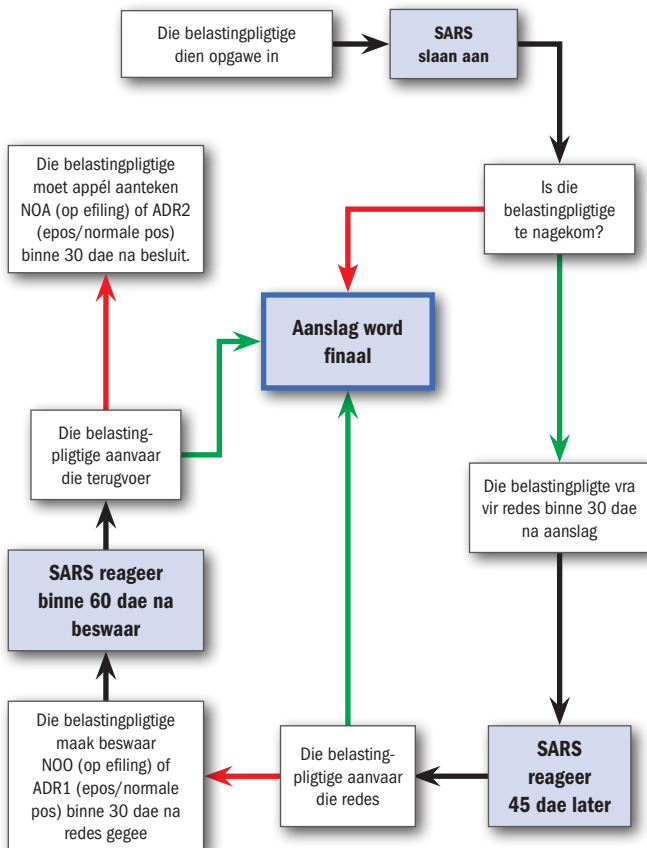 Die belastingpligtige
dien opgawe in
SARS
slaan aan
Is die
belastingpligtige
te nagekom?
Die belastingpligtige
moet appél aanteken
NOA (op efiling) of ADR2
(epos/normale pos)
binne 30 dae na besluit.
Aanslag word
finaal
Die belasting-
pligtige aanvaar
die terugvoer
Die belastingpligte vra
vir redes binne 30 dae
na aanslag
SARS reageer
binne 60 dae na
beswaar
Die belastingpligtige
maak beswaar
NOO (op efiling) of
ADR1 (epos/normale
pos) binne 30 dae na
redes gegee
Die belasting-
pligtige aanvaar
die redes
SARS
reageer
45 dae later